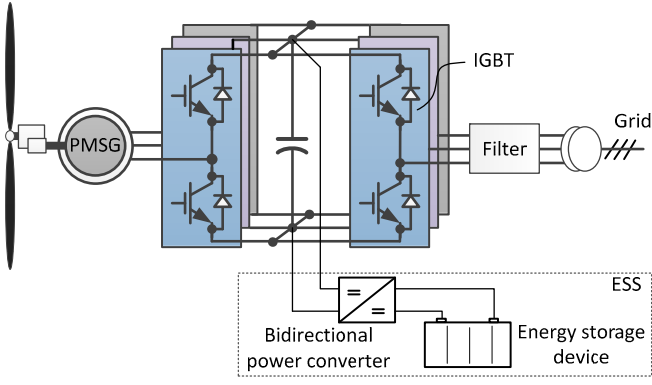 IGBT
Grid
PMSG
Filter
ESS
Bidirectional
power converter
Energy storage
device